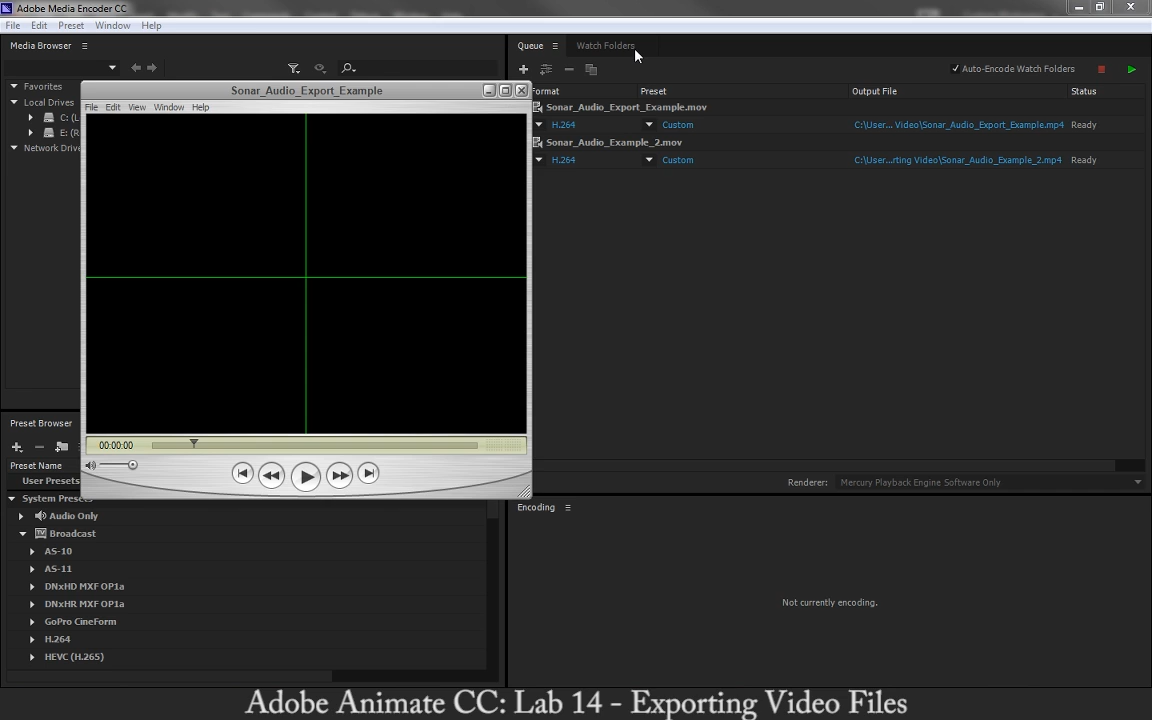 Adobe Media Encoder CC
File Edit Preset Window Help
Media Browser
Queue
Watch Folders
Auto-Encode Watch Folders
Favorites
Local Drives
C: (L
E: (R
Network Drive
Sonar_Audio_Export_Example
File Edit View Window Help
00:00:00
Format Preset Output File Status
Sonar_Audio_Export_Example.mov
H.264 Custom C:\User... Video\Sonar_Audio_Export_Example.mp4 Ready
Sonar_Audio_Example_2.mov
H.264 Custom C:\User...rting Video\Sonar_Audio_Example_2.mp4 Ready
Renderer: Mercury Playback Engine Software Only
Preset Browser
Preset Name
User Presets
System Presets
Audio Only
Broadcast
AS-10
AS-11
DNxHD MXF OP1a
DNxHR MXF OP1a
GoPro CineForm
H.264
HEVC (H.265)
Encoding
Not currently encoding.
Adobe Animate CC: Lab 14 - Exporting Video Files